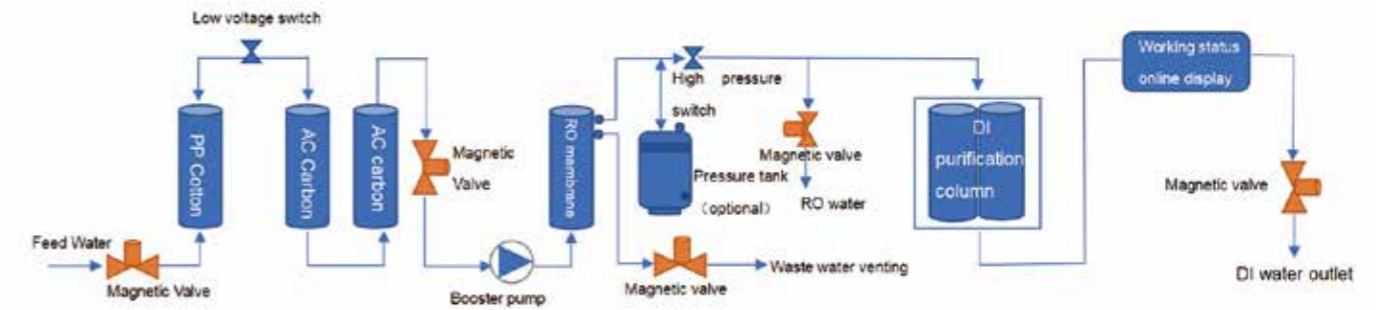 Low voltage switch
PP Cotton
AC Carbon
AC carbon
Feed Water
Magnetic Valve
Magnetic
Valve
Booster pump
RO membrane
High pressure
switch
Pressure tank
(optional)
Magnetic valve
RO water
Magnetic valve
Waste water venting
DI
purification
column
Working status
online display
Magnetic valve
DI water outlet